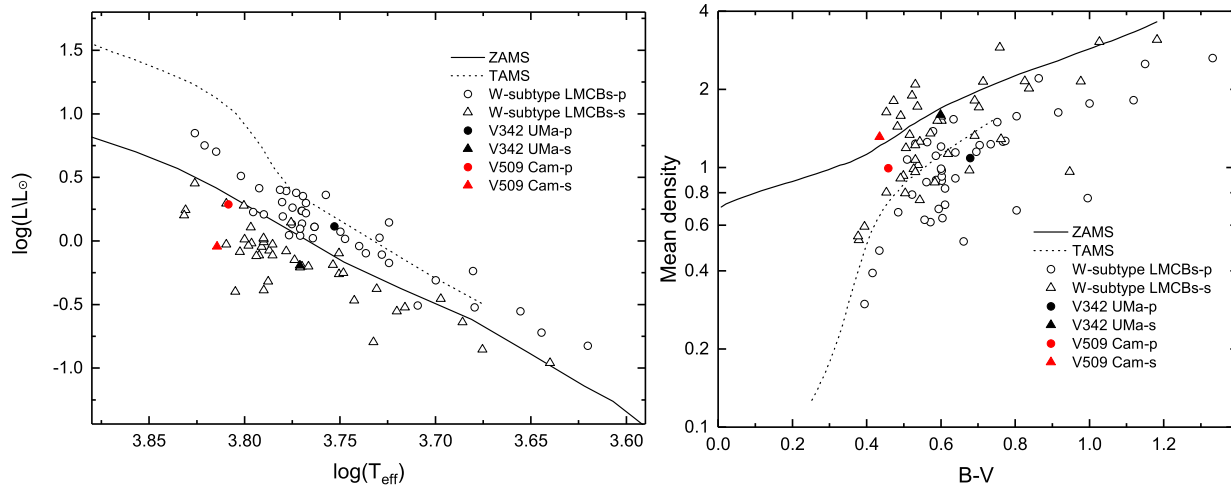 1.5
1.0
0.5
0.0
-0.5
-1.0
log(L\L☉)
3.85
3.80
3.75
3.70
3.65
3.60
log(Teff)
ZAMS
TAMS
W-subtype LMCBs-p
W-subtype LMCBs-s
V342 UMa-p
V342 UMa-s
V509 Cam-p
V509 Cam-s
4
2
1
0.8
0.6
0.4
0.2
0.1
Mean density
0.0
0.2
0.4
0.6
0.8
1.0
1.2
B-V
ZAMS
TAMS
W-subtype LMCBs-p
W-subtype LMCBs-s
V342 UMa-p
V342 UMa-s
V509 Cam-p
V509 Cam-s